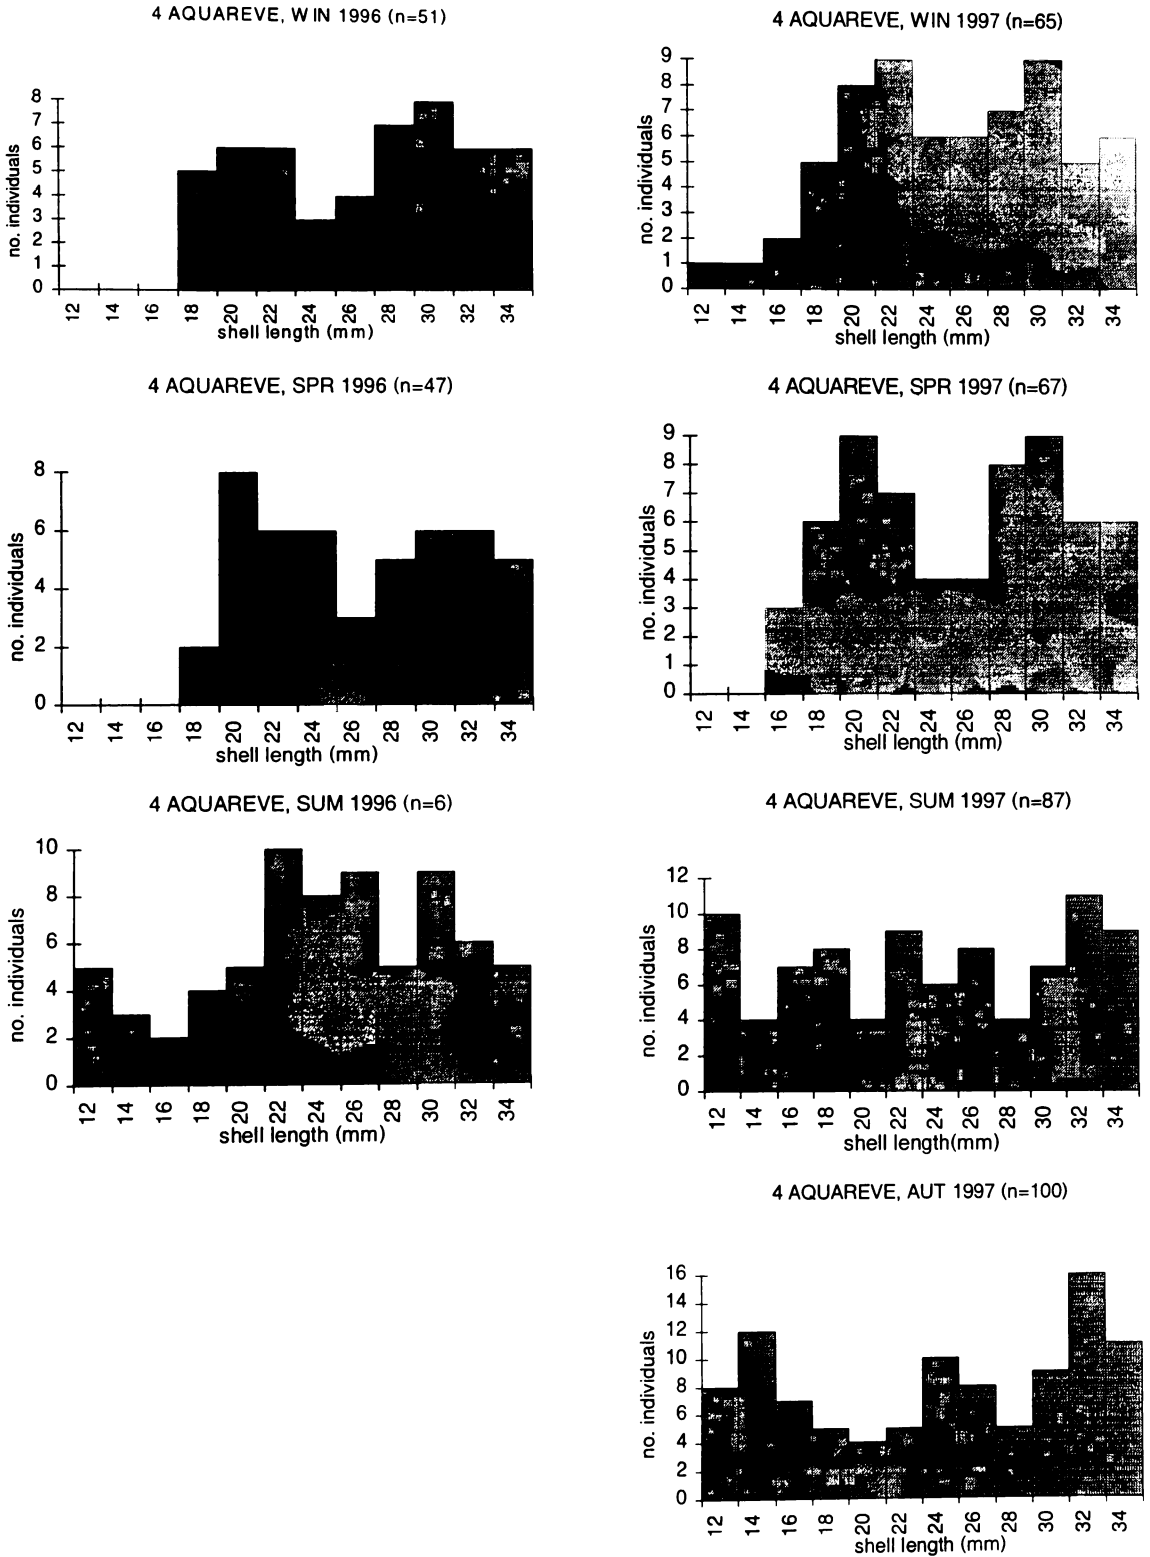 4 AQUAREVE, WIN 1996 (n=51)
no. individuals
8
7
6
5
4
3
2
1
0
12 14 16 18 20 22 24 26 28 30 32 34
shell length (mm)
4 AQUAREVE, WIN 1997 (n=65)
no. individuals
9
8
7
6
5
4
3
2
1
0
12 14 16 18 20 22 24 26 28 30 32 34
shell length (mm)
4 AQUAREVE, SPR 1996 (n=47)
no. individuals
8
6
4
2
0
12 14 16 18 20 22 24 26 28 30 32 34
shell length (mm)
4 AQUAREVE, SPR 1997 (n=67)
no. individuals
9
8
7
6
5
4
3
2
1
0
12 14 16 18 20 22 24 26 28 30 32 34
shell length (mm)
4 AQUAREVE, SUM 1996 (n=6)
no. individuals
10
8
6
4
2
0
12 14 16 18 20 22 24 26 28 30 32 34
shell length (mm)
4 AQUAREVE, SUM 1997 (n=87)
no. individuals
12
10
8
6
4
2
0
12 14 16 18 20 22 24 26 28 30 32 34
shell length(mm)
4 AQUAREVE, AUT 1997 (n=100)
no. individuals
16
14
12
10
8
6
4
2
0
12 14 16 18 20 22 24 26 28 30 32 34
shell length (mm)